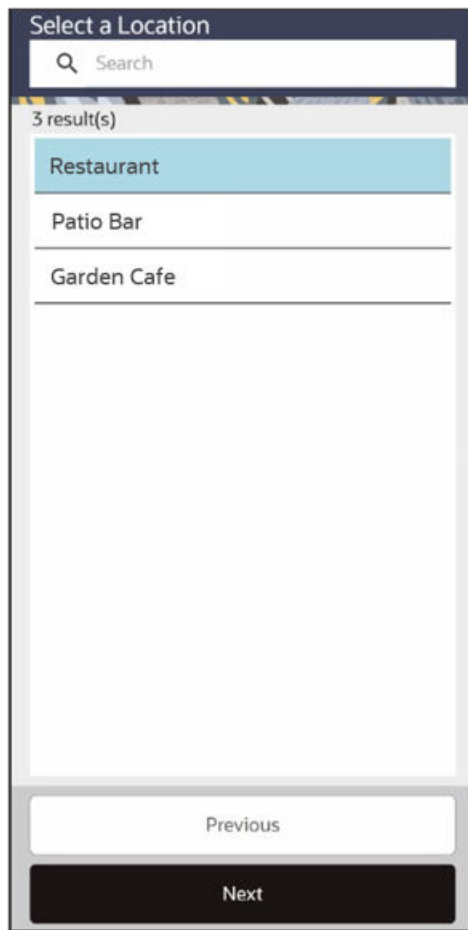 Select a Location
Search
3 result(s)
Restaurant
Patio Bar
Garden Cafe
Previous
Next